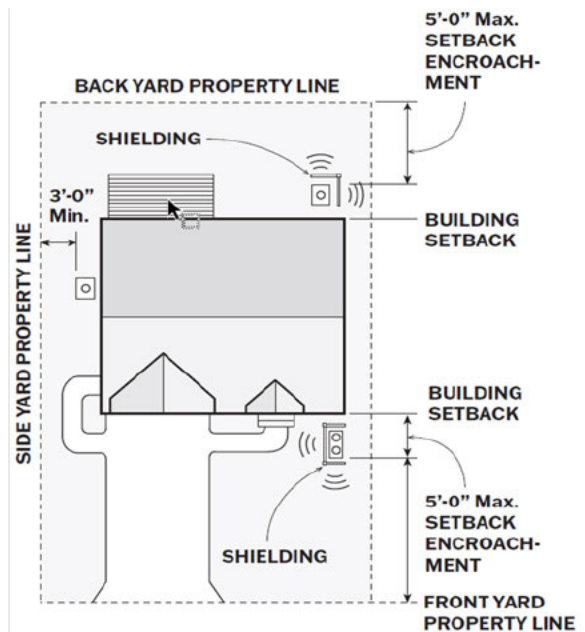 5'-0” Max.
SETBACK
ENCROACH-
MENT
BACK YARD PROPERTY LINE
SHIELDING
3'-0”
Min.
BUILDING
SETBACK
SIDE YARD PROPERTY LINE
BUILDING
SETBACK
5'-0” Max.
SETBACK
ENCROACH-
MENT
SHIELDING
FRONT YARD
PROPERTY LINE